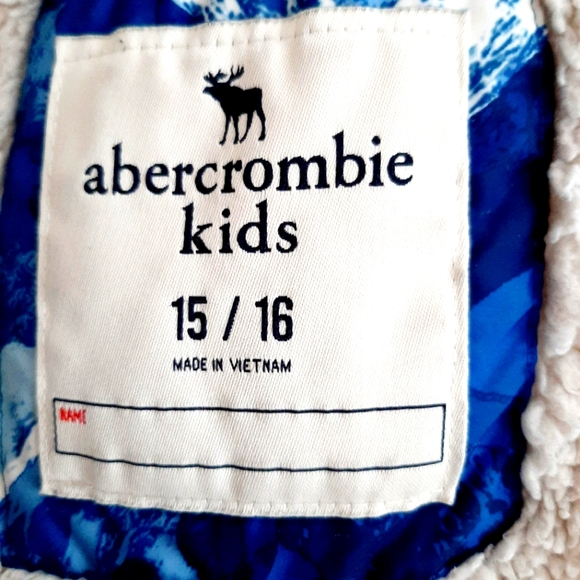 abercrombie
kids
15 / 16
MADE IN VIETNAM
NAME